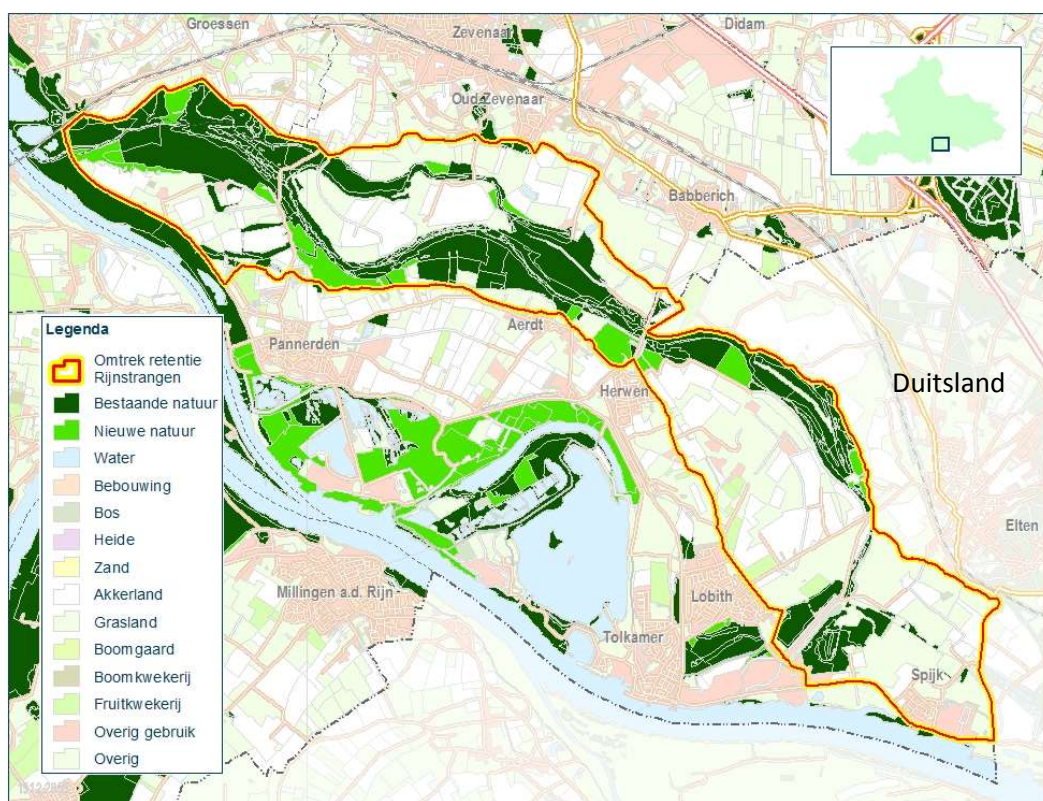 Groessen
Didam
Zevenaar
Oud Zevenaar
Babberich
Duitsland
Aerdt
Pannerden
Herwen
Elten
Millingen a.d. Rijn
Lobith
Tolkamer
Spijk
Legenda
Omtrek retentie
Rijnstrangen
Bestaande natuur
Nieuwe natuur
Water
Bebouwing
Bos
Heide
Zand
Akkerland
Grasland
Boomgaard
Boomkwekerij
Fruitkwekerij
Overig gebruik
Overig